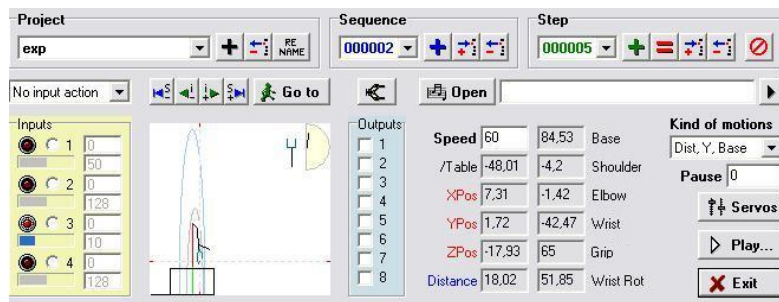 Project
Sequence
Step
exp
RE NAME
000002
000005
No input action
S
i
i
S
Go to
Open
Inputs
1 0
50
2 0
128
3 0
10
4 0
128
Outputs
1
2
3
4
5
6
7
8
Speed 60 84,53 Base
/Table -48,01 -4,2 Shoulder
XPos 7,31 -1,42 Elbow
YPos 1,72 -42,47 Wrist
ZPos -17,93 65 Grip
Distance 18,02 51,85 Wrist Rot
Kind of motions
Dist, Y, Base
Pause 0
Servos
Play...
Exit